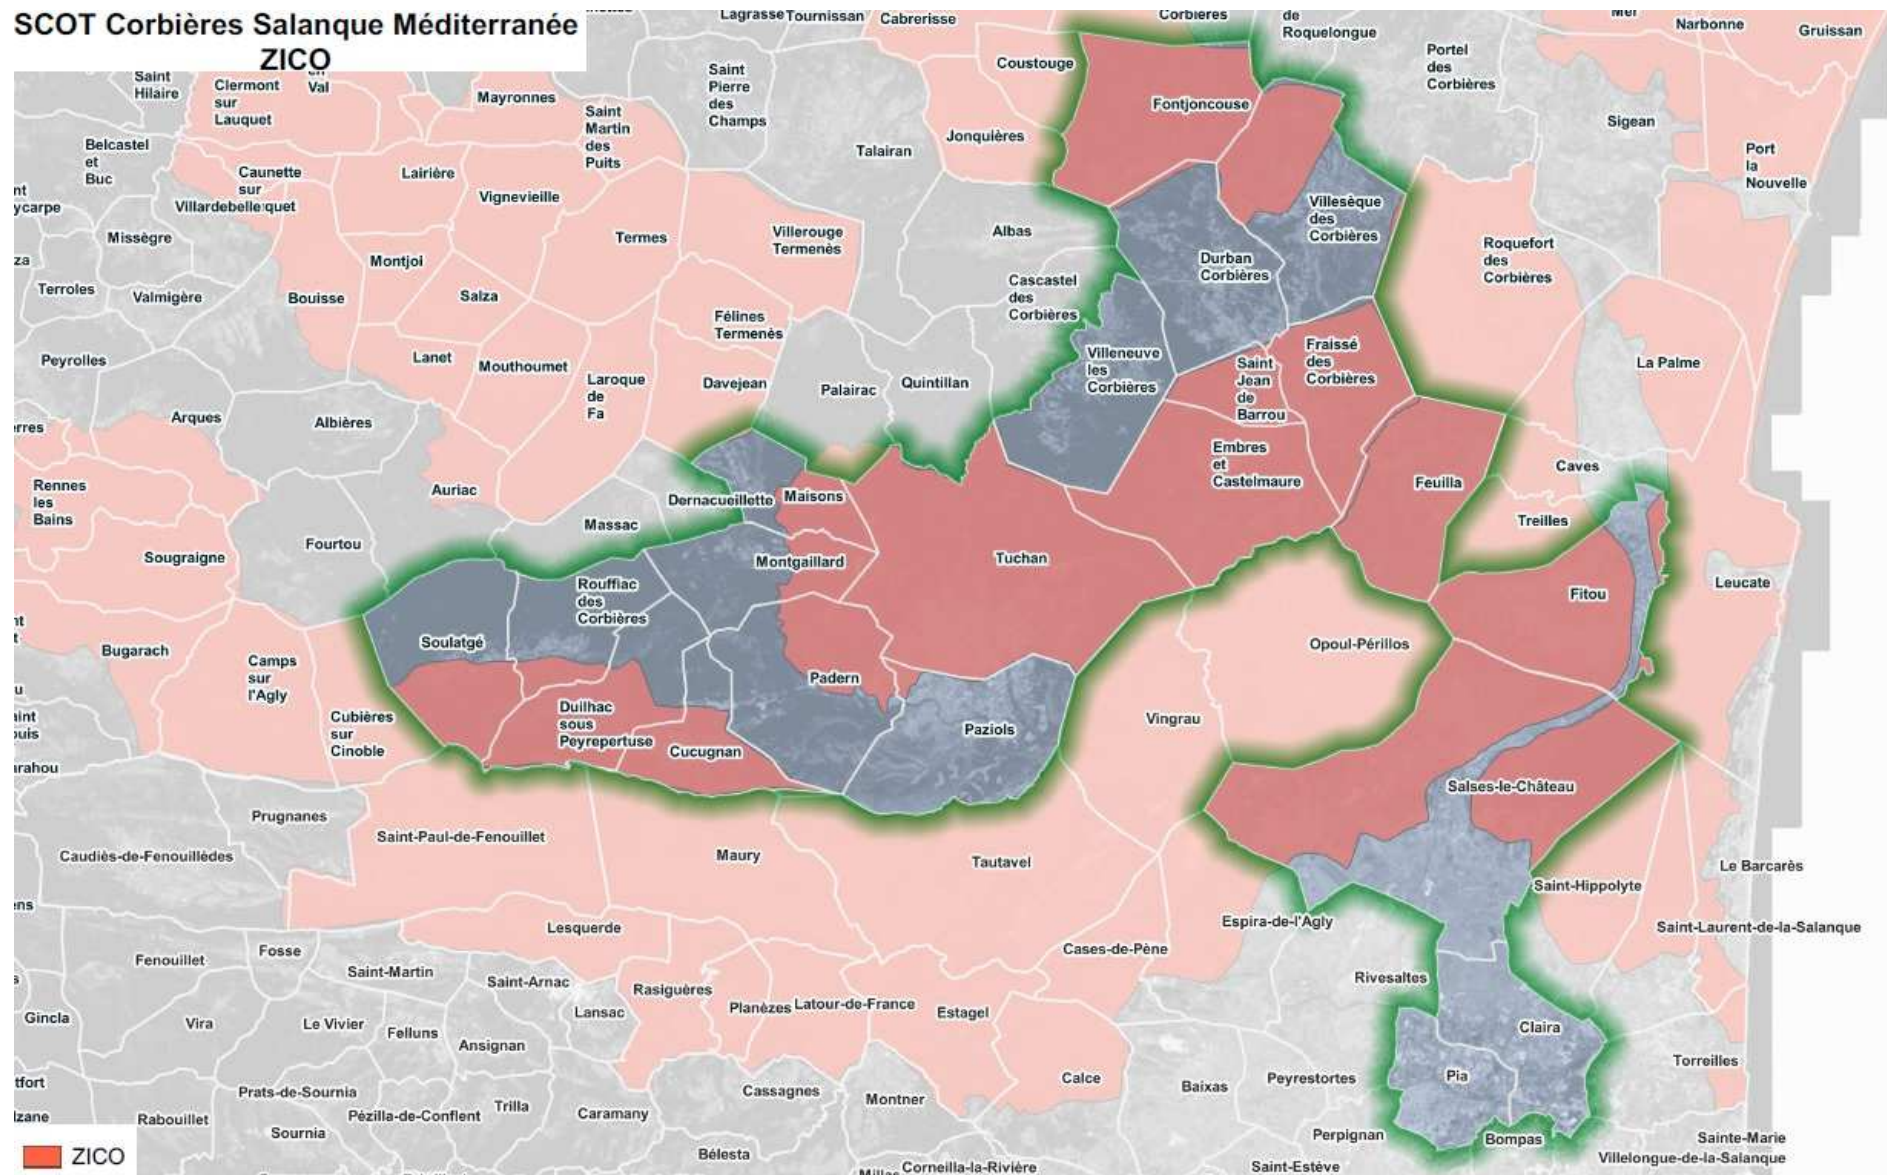 SCOT Corbières Salanque Méditerranée
ZICO
Lagrasse
Tournissan
Cabrerisse
Corbières
de
Roquelongue
Narbonne
Gruissan
Saint
Hilaire
Clermont
sur
Lauquet
Val
Mayronnes
Saint
Martin
des
Puits
Saint
Pierre
des
Champs
Coustouge
Fontjoncouse
Portel
des
Corbières
Sigean
Port
la
Nouvelle
Belcastel
et
Buc
Caunette
sur
Lairière
Talairan
Jonquières
Villardebelle
quet
Vignevieille
ycarpe
Missègre
Montjoi
Termes
Villerouge
Termenès
Albas
Durban
Corbières
Villesèque
des
Corbières
Roquefort
des
Corbières
za
Terroles
Valmigère
Bouisse
Salza
Félines
Termenès
Cascastel
des
Corbières
Peyrolles
Lanet
Mouthoumet
Laroque
de
Fa
Davejean
Palairac
Quintillan
Villeneuve
les
Corbières
Saint
Jean
de
Barrou
Fraissé
des
Corbières
La Palme
Arques
Albières
erres
Rennes
les
Bains
Auriac
Dernacueillette
Maisons
Embres
et
Castelmaure
Feuilla
Caves
Treilles
Massac
Sougraigne
Fourtou
Montgaillard
Tuchan
Fitou
Leucate
Rouffiac
des
Corbières
Soulatgé
Opoul-Périllos
Bugarach
Camps
sur
l'Agly
Padern
Cubières
sur
Cinoble
Duilhac
sous
Peyrepertuse
Cucugnan
Paziols
Vingrau
Salses-le-Château
Prugnanes
Saint-Paul-de-Fenouillet
Caudiès-de-Fenouillèdes
Maury
Tautavel
Le Barcarès
Saint-Hippolyte
Lesquerde
Espira-de-l'Agly
Saint-Laurent-de-la-Salanque
Fenouillet
Fosse
Saint-Martin
Saint-Arnac
Cases-de-Pène
Rivesaltes
Rasiguères
Planèzes
Latour-de-France
Estagel
Lansac
Gincla
Vira
Le Vivier
Felluns
Ansignan
Claira
Torreilles
tfort
Prats-de-Sournia
Cassagnes
Calce
Baixas
Peyrestortes
Pia
lzane
Rabouillet
Pézilla-de-Conflent
Trilla
Caramany
Montner
Sournia
Perpignan
Bompas
Sainte-Marie
Bélesta
Corneilla-la-Rivière
Saint-Estève
Villelongue-de-la-Salanque
ZICO